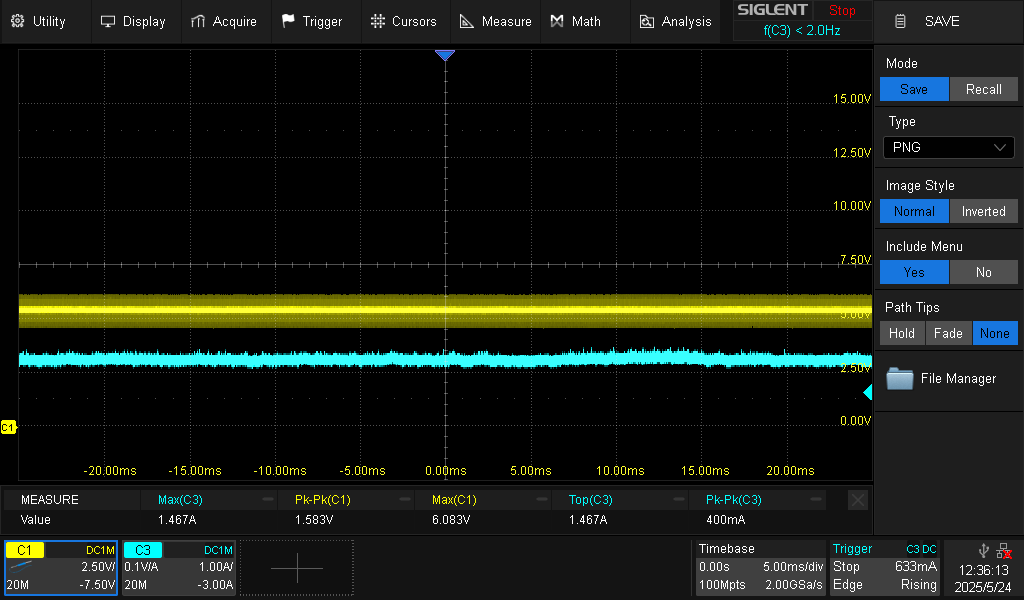 Utility Display Acquire Trigger Cursors Measure Math Analysis SIGLENT Stop SAVE
f(C3) < 2.0Hz
Mode
Save Recall
Type
PNG
Image Style
Normal Inverted
Include Menu
Yes No
Path Tips
Hold Fade None
File Manager
15.00V
12.50V
10.00V
7.50V
5.00V
2.50V
0.00V
C1
-20.00ms -15.00ms -10.00ms -5.00ms 0.00ms 5.00ms 10.00ms 15.00ms 20.00ms
MEASURE Max(C3) Pk-Pk(C1) Max(C1) Top(C3) Pk-Pk(C3)
Value 1.467A 1.583V 6.083V 1.467A 400mA
C1 DC1M
2.50V/
20M -7.50V
C3 DC1M
0.1V/A 1.00A/
20M -3.00A
Timebase
0.00s 5.00ms/div
100Mpts 2.00GSa/s
Trigger C3 DC
Stop 633mA
Edge Rising
12:36:13
2025/5/24